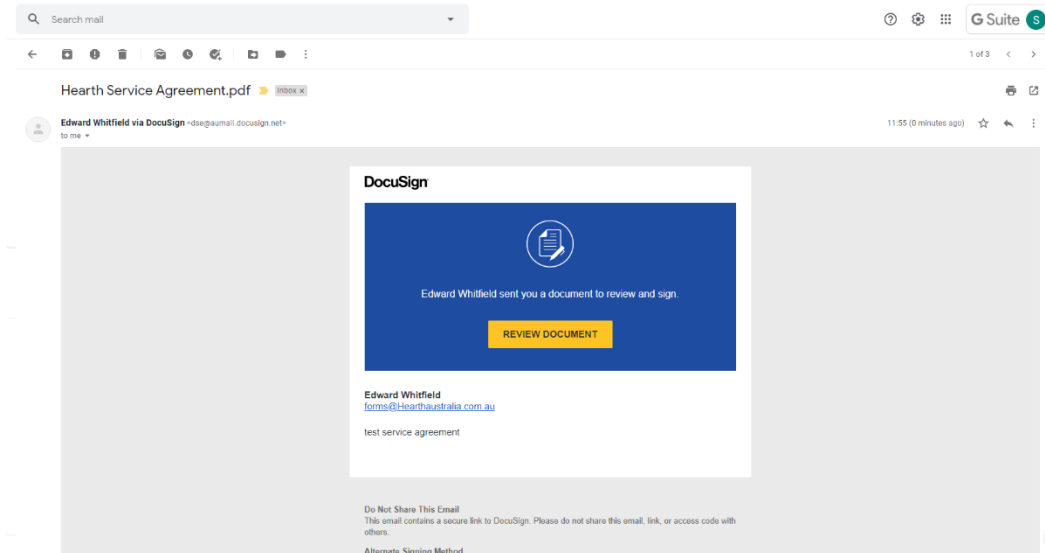 Search mail
G Suite S
1 of 3
Hearth Service Agreement.pdf Inbox x
Edward Whitfield via DocuSign <dse@aumail.docusign.net>
11:55 (0 minutes ago)
to me
DocuSign
Edward Whitfield sent you a document to review and sign.
REVIEW DOCUMENT
Edward Whitfield
forms@Hearthaustralia.com.au
test service agreement
Do Not Share This Email
This email contains a secure link to DocuSign. Please do not share this email, link, or access code with
others.
Alternate Signing Method